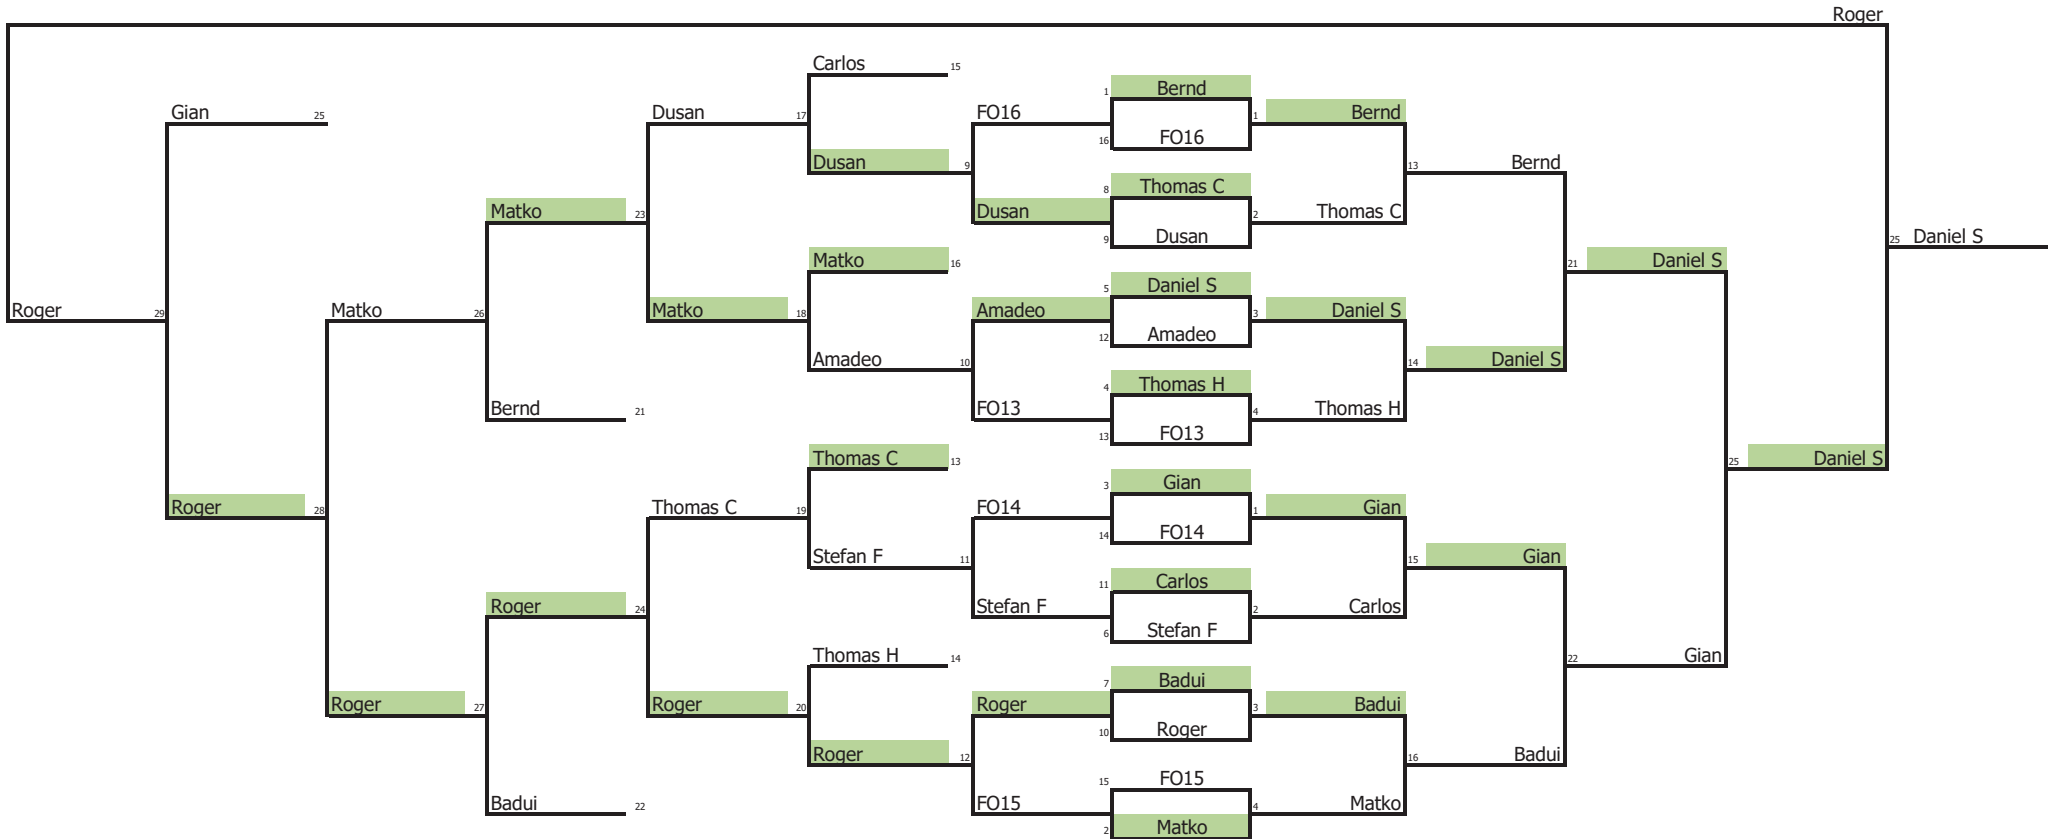 Roger
Carlos 15
1 Bernd
Gian 25
Dusan 17
FO16
1 Bernd
16 FO16
Dusan 9
13 Bernd
8 Thomas C
Matko 23
Dusan
2 Thomas C
9 Dusan
25 Daniel S
Matko 16
21 Daniel S
5 Daniel S
Roger 29
Matko 26
Matko 18
Amadeo
3 Daniel S
12 Amadeo
Amadeo 10
14 Daniel S
4 Thomas H
Bernd 21
FO13
4 Thomas H
13 FO13
Thomas C 13
25 Daniel S
3 Gian
Roger 28
Thomas C 19
FO14
1 Gian
14 FO14
Stefan F 11
15 Gian
11 Carlos
Roger 24
Stefan F
2 Carlos
6 Stefan F
Thomas H 14
22 Gian
7 Badui
Roger 27
Roger 20
Roger
3 Badui
10 Roger
Roger 12
16 Badui
15 FO15
Badui 22
FO15
4 Matko
2 Matko